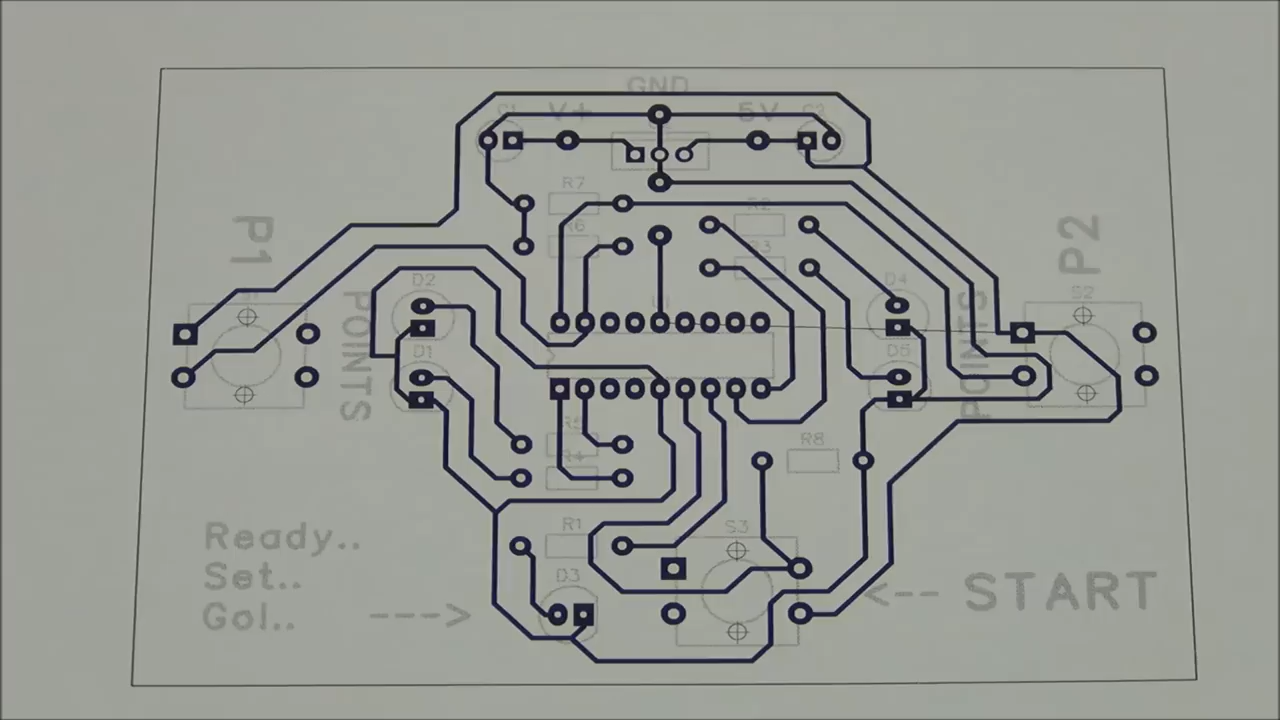 GND
C1 V+ 5V C2
R7
R2
R6
R3
P1
P2
D2
D4
S1
S2
U1
POINTS
POINTS
D1
D5
R5
R4
R8
R1
S3
D3
Ready..
Set..
Go!..
--->
<-- START